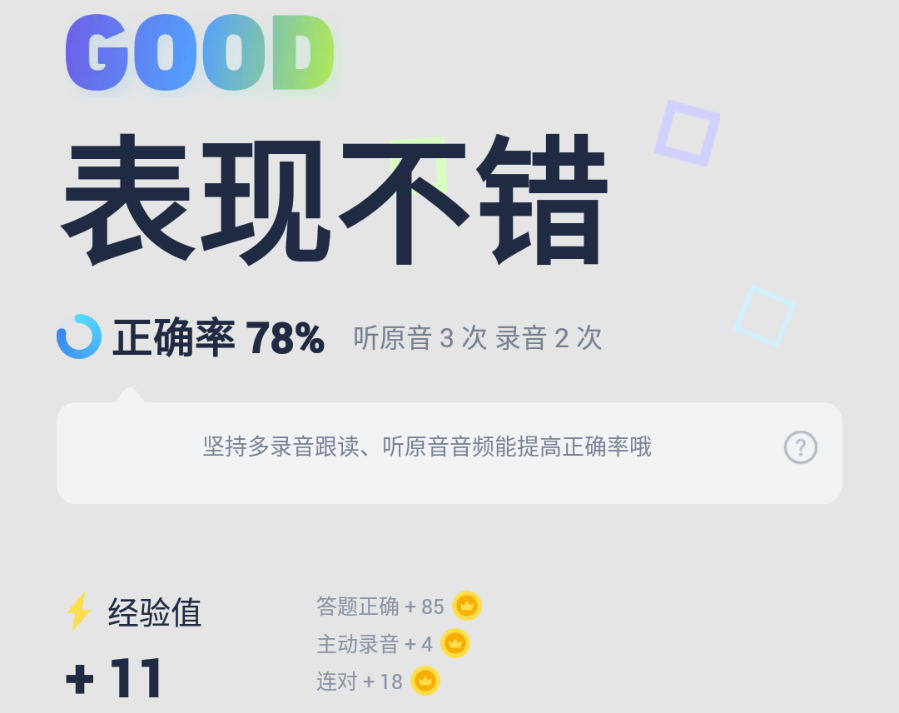 GOOD
表现不错
正确率 78% 听原音 3 次 录音 2 次
坚持多录音跟读、听原音音频能提高正确率哦 ?
经验值
+ 11
答题正确 + 85
主动录音 + 4
连对 + 18